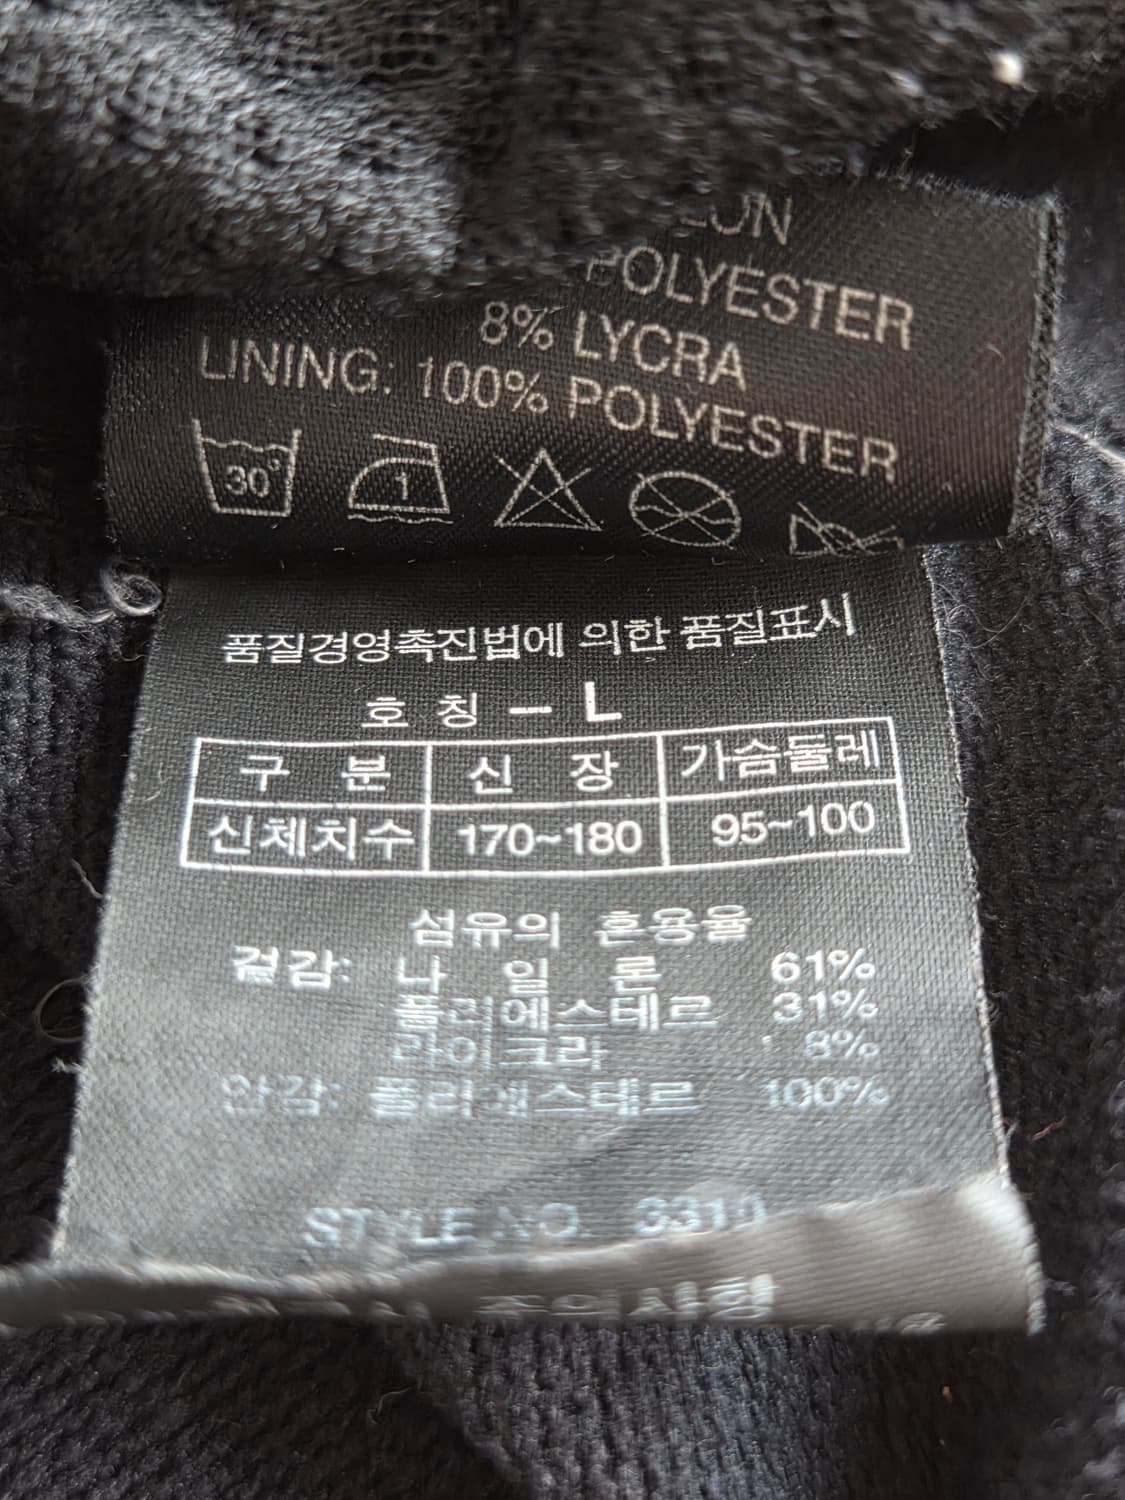 POLYESTER
8% LYCRA
LINING: 100% POLYESTER
30°
1
품질경영촉진법에 의한 품질표시
호 칭 - L
구 분 신 장 가슴둘레
신체치수 170~180 95~100
섬유의 혼용율
겉감: 나 일 론 61%
폴리에스테르 31%
라이크라 8%
안감: 폴리에스테르 100%
STYLE NO. 3310
주의사항